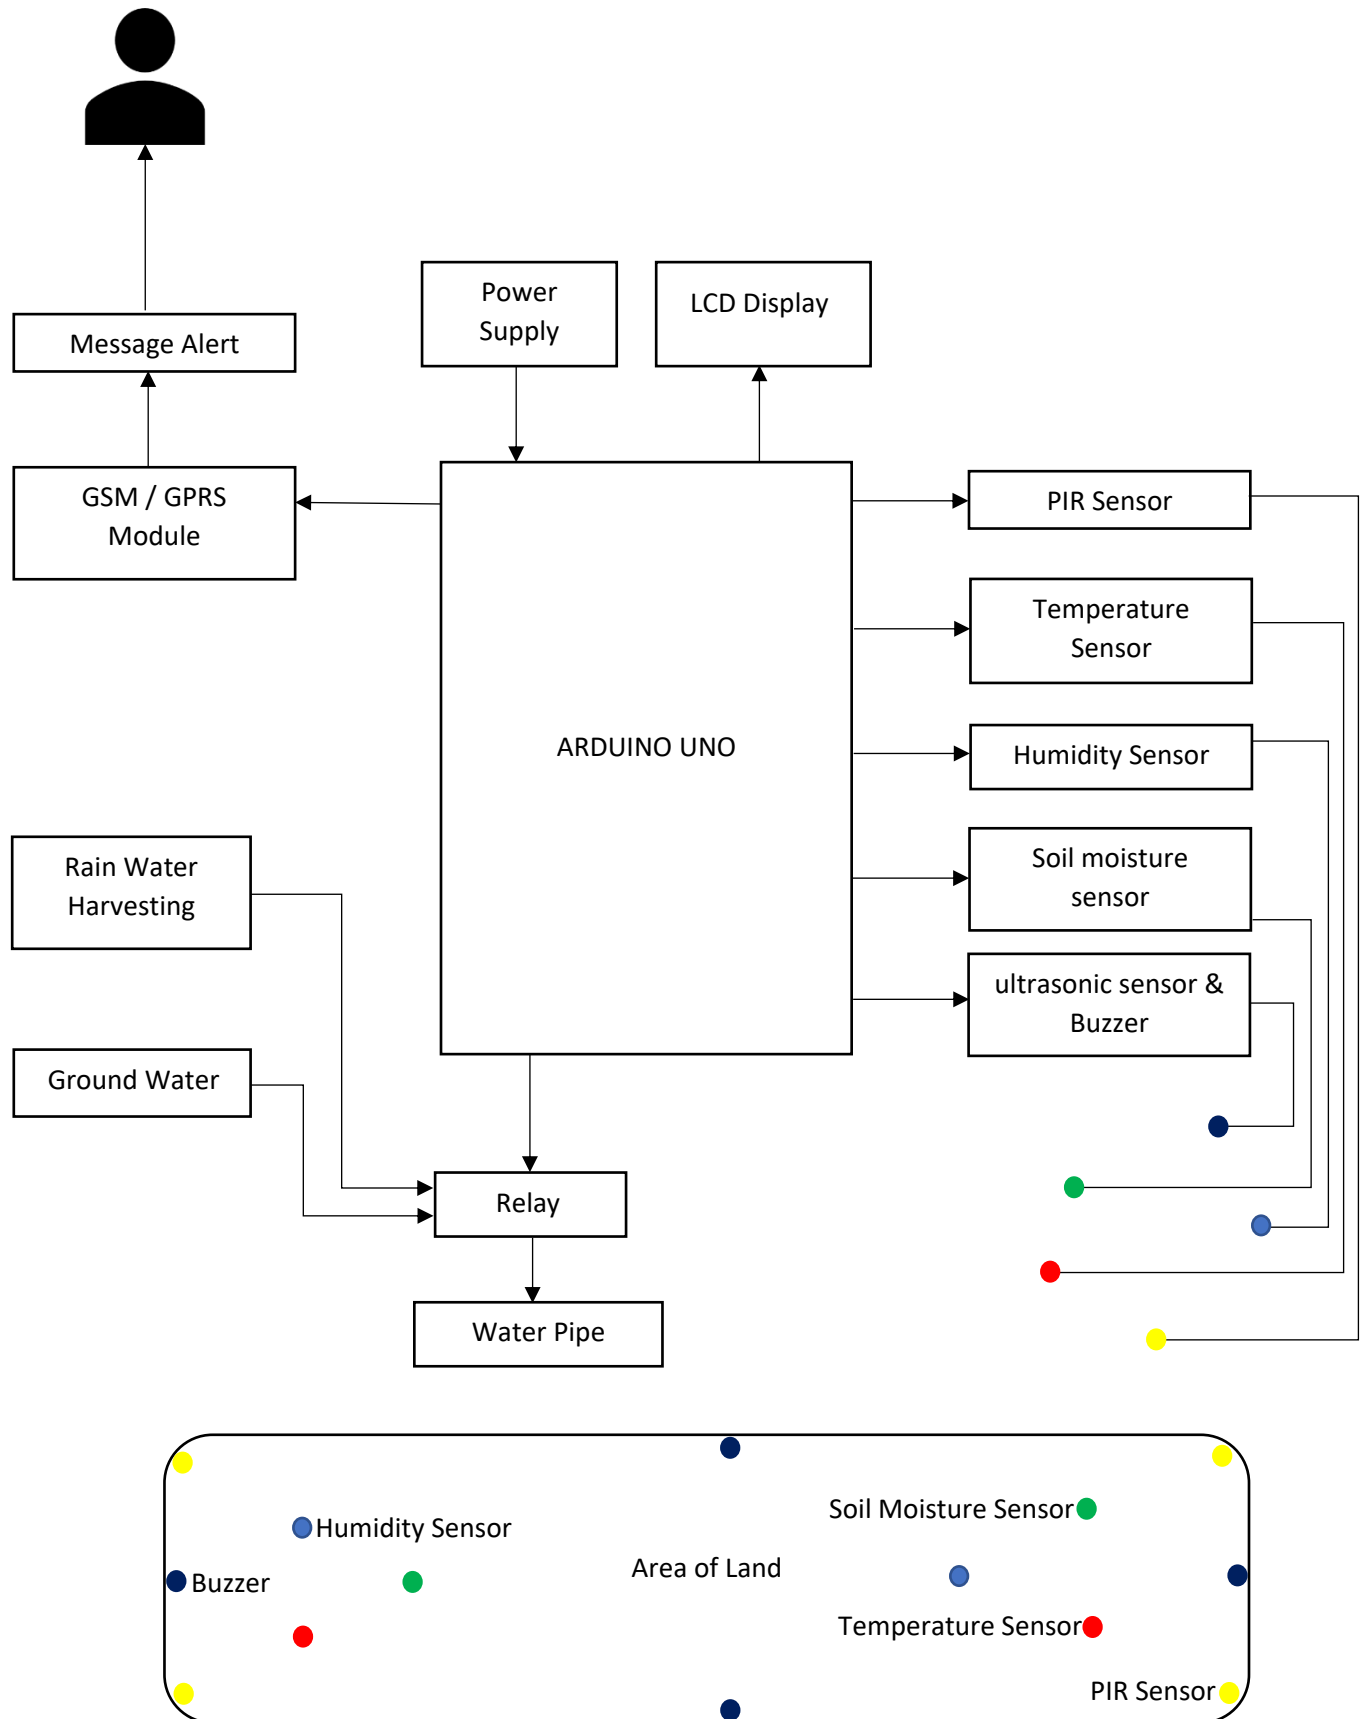 Power
Supply
LCD Display
Message Alert
GSM / GPRS
Module
PIR Sensor
Temperature
Sensor
ARDUINO UNO
Humidity Sensor
Rain Water
Harvesting
Soil moisture
sensor
ultrasonic sensor &
Buzzer
Ground Water
Relay
Water Pipe
Soil Moisture Sensor
Humidity Sensor
Area of Land
Buzzer
Temperature Sensor
PIR Sensor